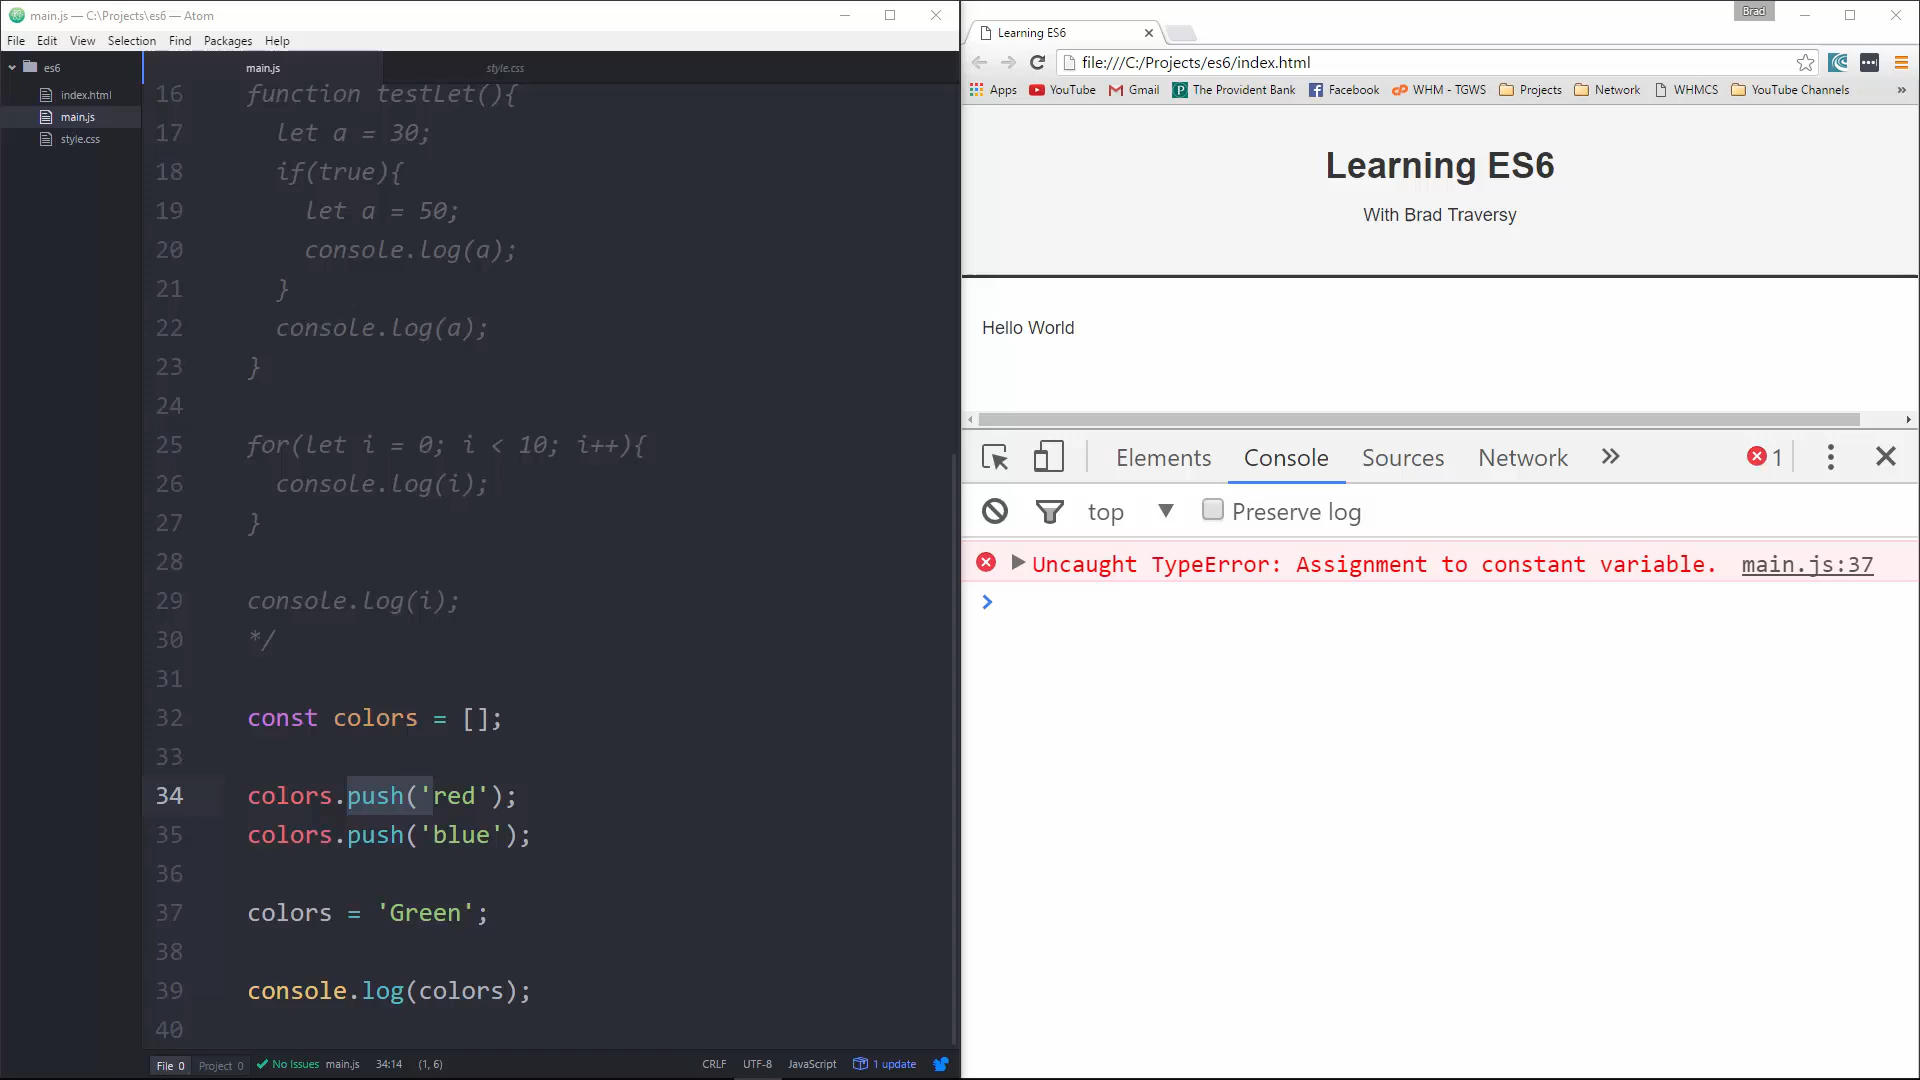 main.js — C:\Projects\es6 — Atom
File Edit View Selection Find Packages Help
es6
index.html
main.js
style.css
main.js
style.css
16 function testLet(){
17 let a = 30;
18 if(true){
19 let a = 50;
20 console.log(a);
21 }
22 console.log(a);
23 }
24
25 for(let i = 0; i < 10; i++){
26 console.log(i);
27 }
28
29 console.log(i);
30 */
31
32 const colors = [];
33
34 colors.push('red');
35 colors.push('blue');
36
37 colors = 'Green';
38
39 console.log(colors);
40
File 0 Project 0 No Issues main.js 34:14 (1, 6) CRLF UTF-8 JavaScript 1 update
Brad
Learning ES6
file:///C:/Projects/es6/index.html
Apps YouTube Gmail The Provident Bank Facebook WHM - TGWS Projects Network WHMCS YouTube Channels »
Learning ES6
With Brad Traversy
Hello World
Elements Console Sources Network 1
top Preserve log
Uncaught TypeError: Assignment to constant variable. main.js:37